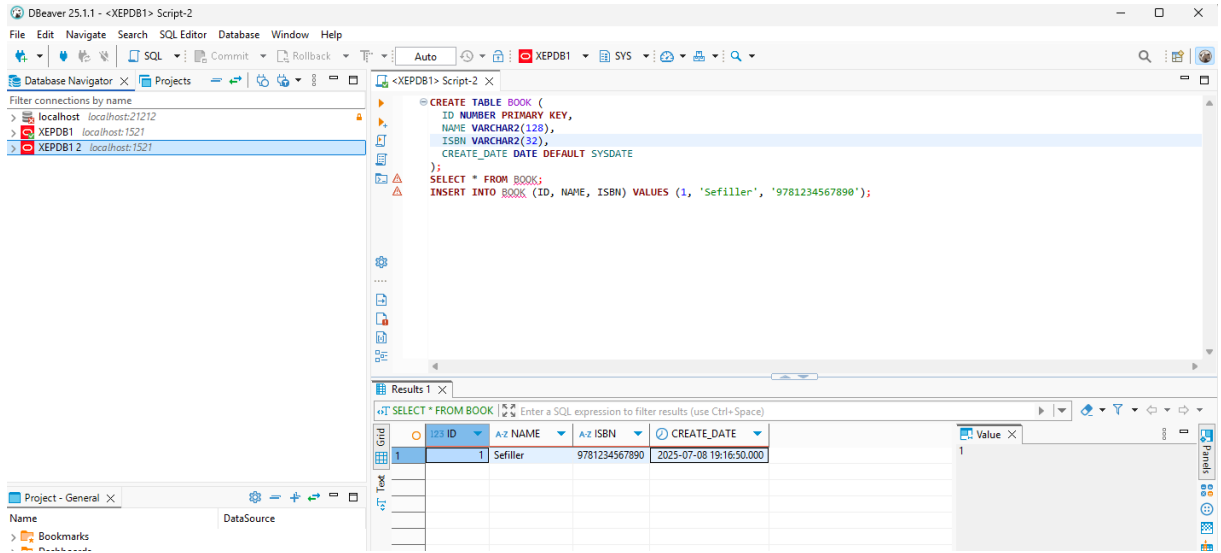 DBeaver 25.1.1 - <XEPDB1> Script-2
File Edit Navigate Search SQL Editor Database Window Help
SQL Commit Rollback Auto XEPDB1 SYS
Database Navigator Projects
Filter connections by name
localhost localhost:21212
XEPDB1 localhost:1521
XEPDB1 2 localhost:1521
<XEPDB1> Script-2
CREATE TABLE BOOK (
ID NUMBER PRIMARY KEY,
NAME VARCHAR2(128),
ISBN VARCHAR2(32),
CREATE_DATE DATE DEFAULT SYSDATE
);
SELECT * FROM BOOK;
INSERT INTO BOOK (ID, NAME, ISBN) VALUES (1, 'Sefiller', '9781234567890');
Results 1
SELECT * FROM BOOK Enter a SQL expression to filter results (use Ctrl+Space)
Grid
Text
123 ID A-Z NAME A-Z ISBN CREATE_DATE
1 1 Sefiller 9781234567890 2025-07-08 19:16:50.000
Value
1
Panels
Project - General
Name DataSource
Bookmarks
Dashboards